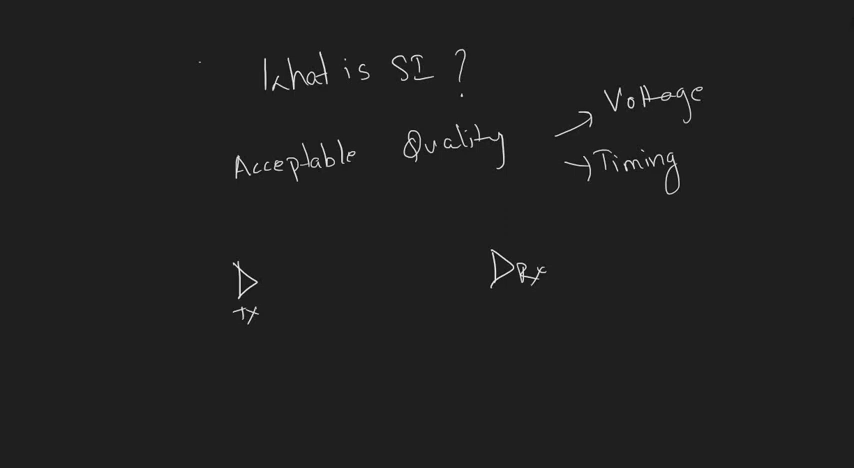 What is SI ?
Voltage
Acceptable Quality
Timing
TX
RX